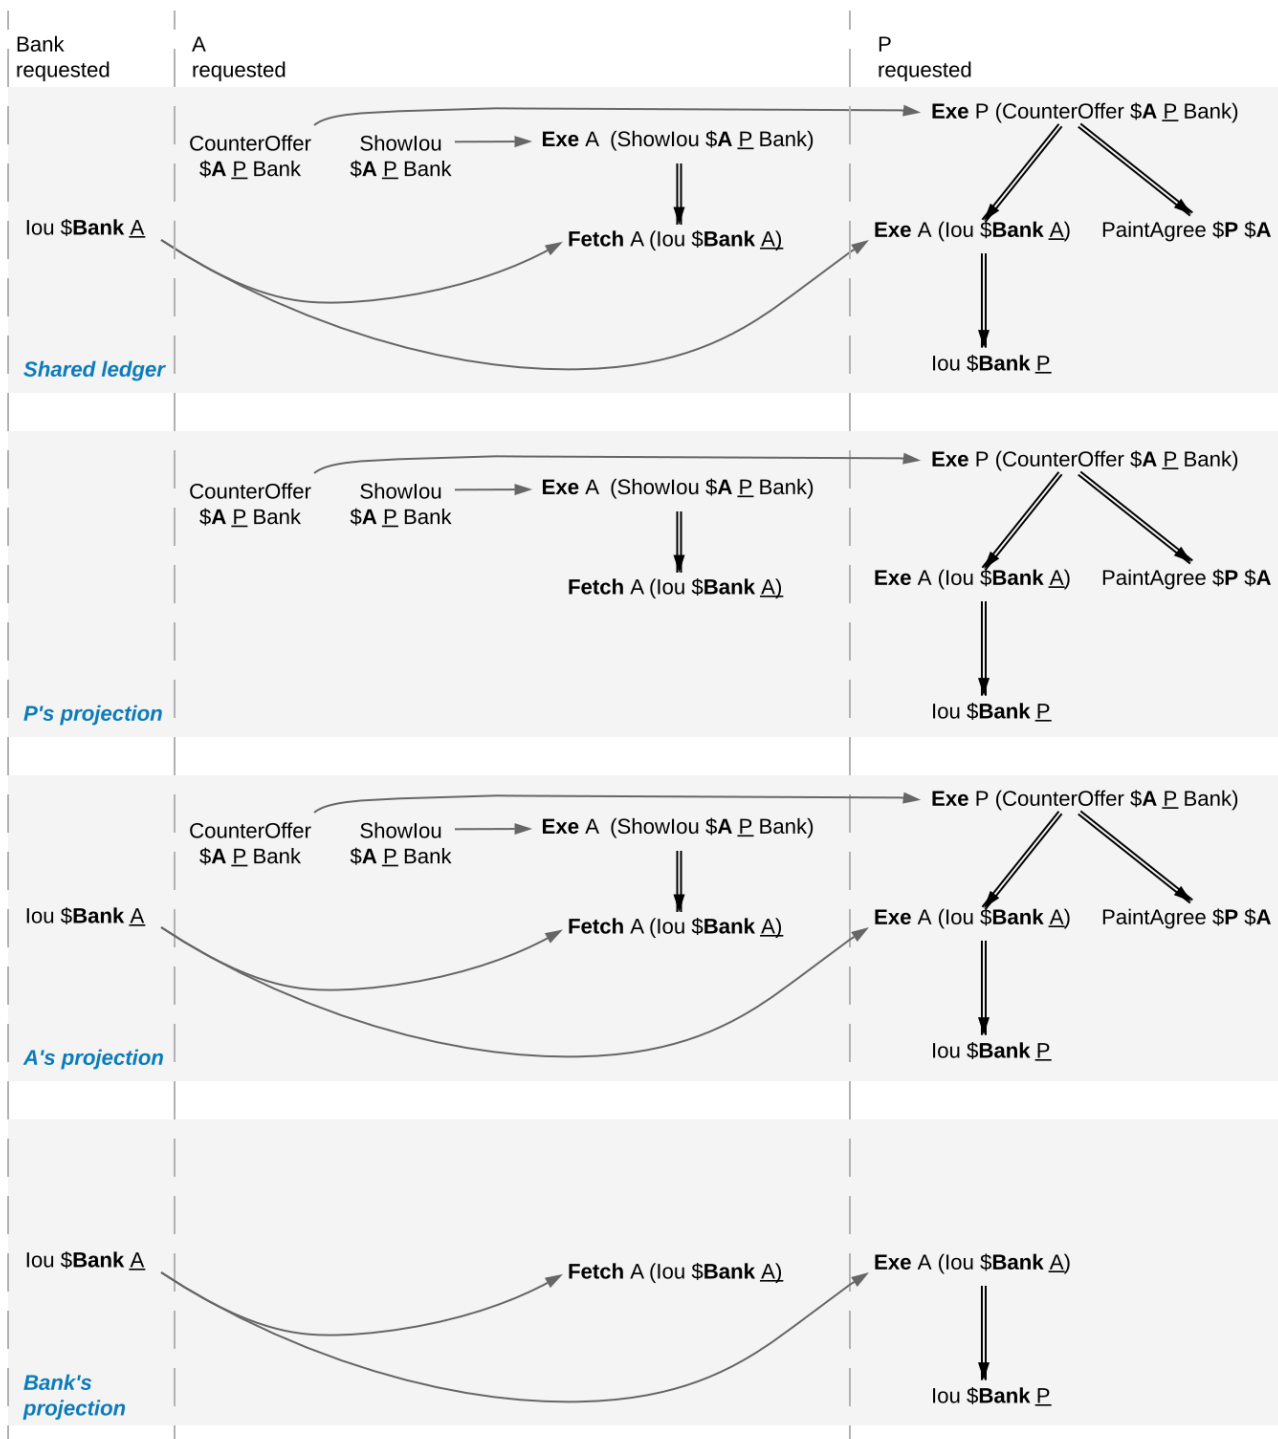 Bank
requested
A
requested
P
requested
Exe P (CounterOffer $A P Bank)
CounterOffer
$A P Bank
ShowIou
$A P Bank
Exe A (ShowIou $A P Bank)
Iou $Bank A
Fetch A (Iou $Bank A)
Exe A (Iou $Bank A)
PaintAgree $P $A
Iou $Bank P
Shared ledger
Exe P (CounterOffer $A P Bank)
CounterOffer
$A P Bank
ShowIou
$A P Bank
Exe A (ShowIou $A P Bank)
Fetch A (Iou $Bank A)
Exe A (Iou $Bank A)
PaintAgree $P $A
Iou $Bank P
P's projection
Exe P (CounterOffer $A P Bank)
CounterOffer
$A P Bank
ShowIou
$A P Bank
Exe A (ShowIou $A P Bank)
Iou $Bank A
Fetch A (Iou $Bank A)
Exe A (Iou $Bank A)
PaintAgree $P $A
Iou $Bank P
A's projection
Iou $Bank A
Fetch A (Iou $Bank A)
Exe A (Iou $Bank A)
Iou $Bank P
Bank's
projection